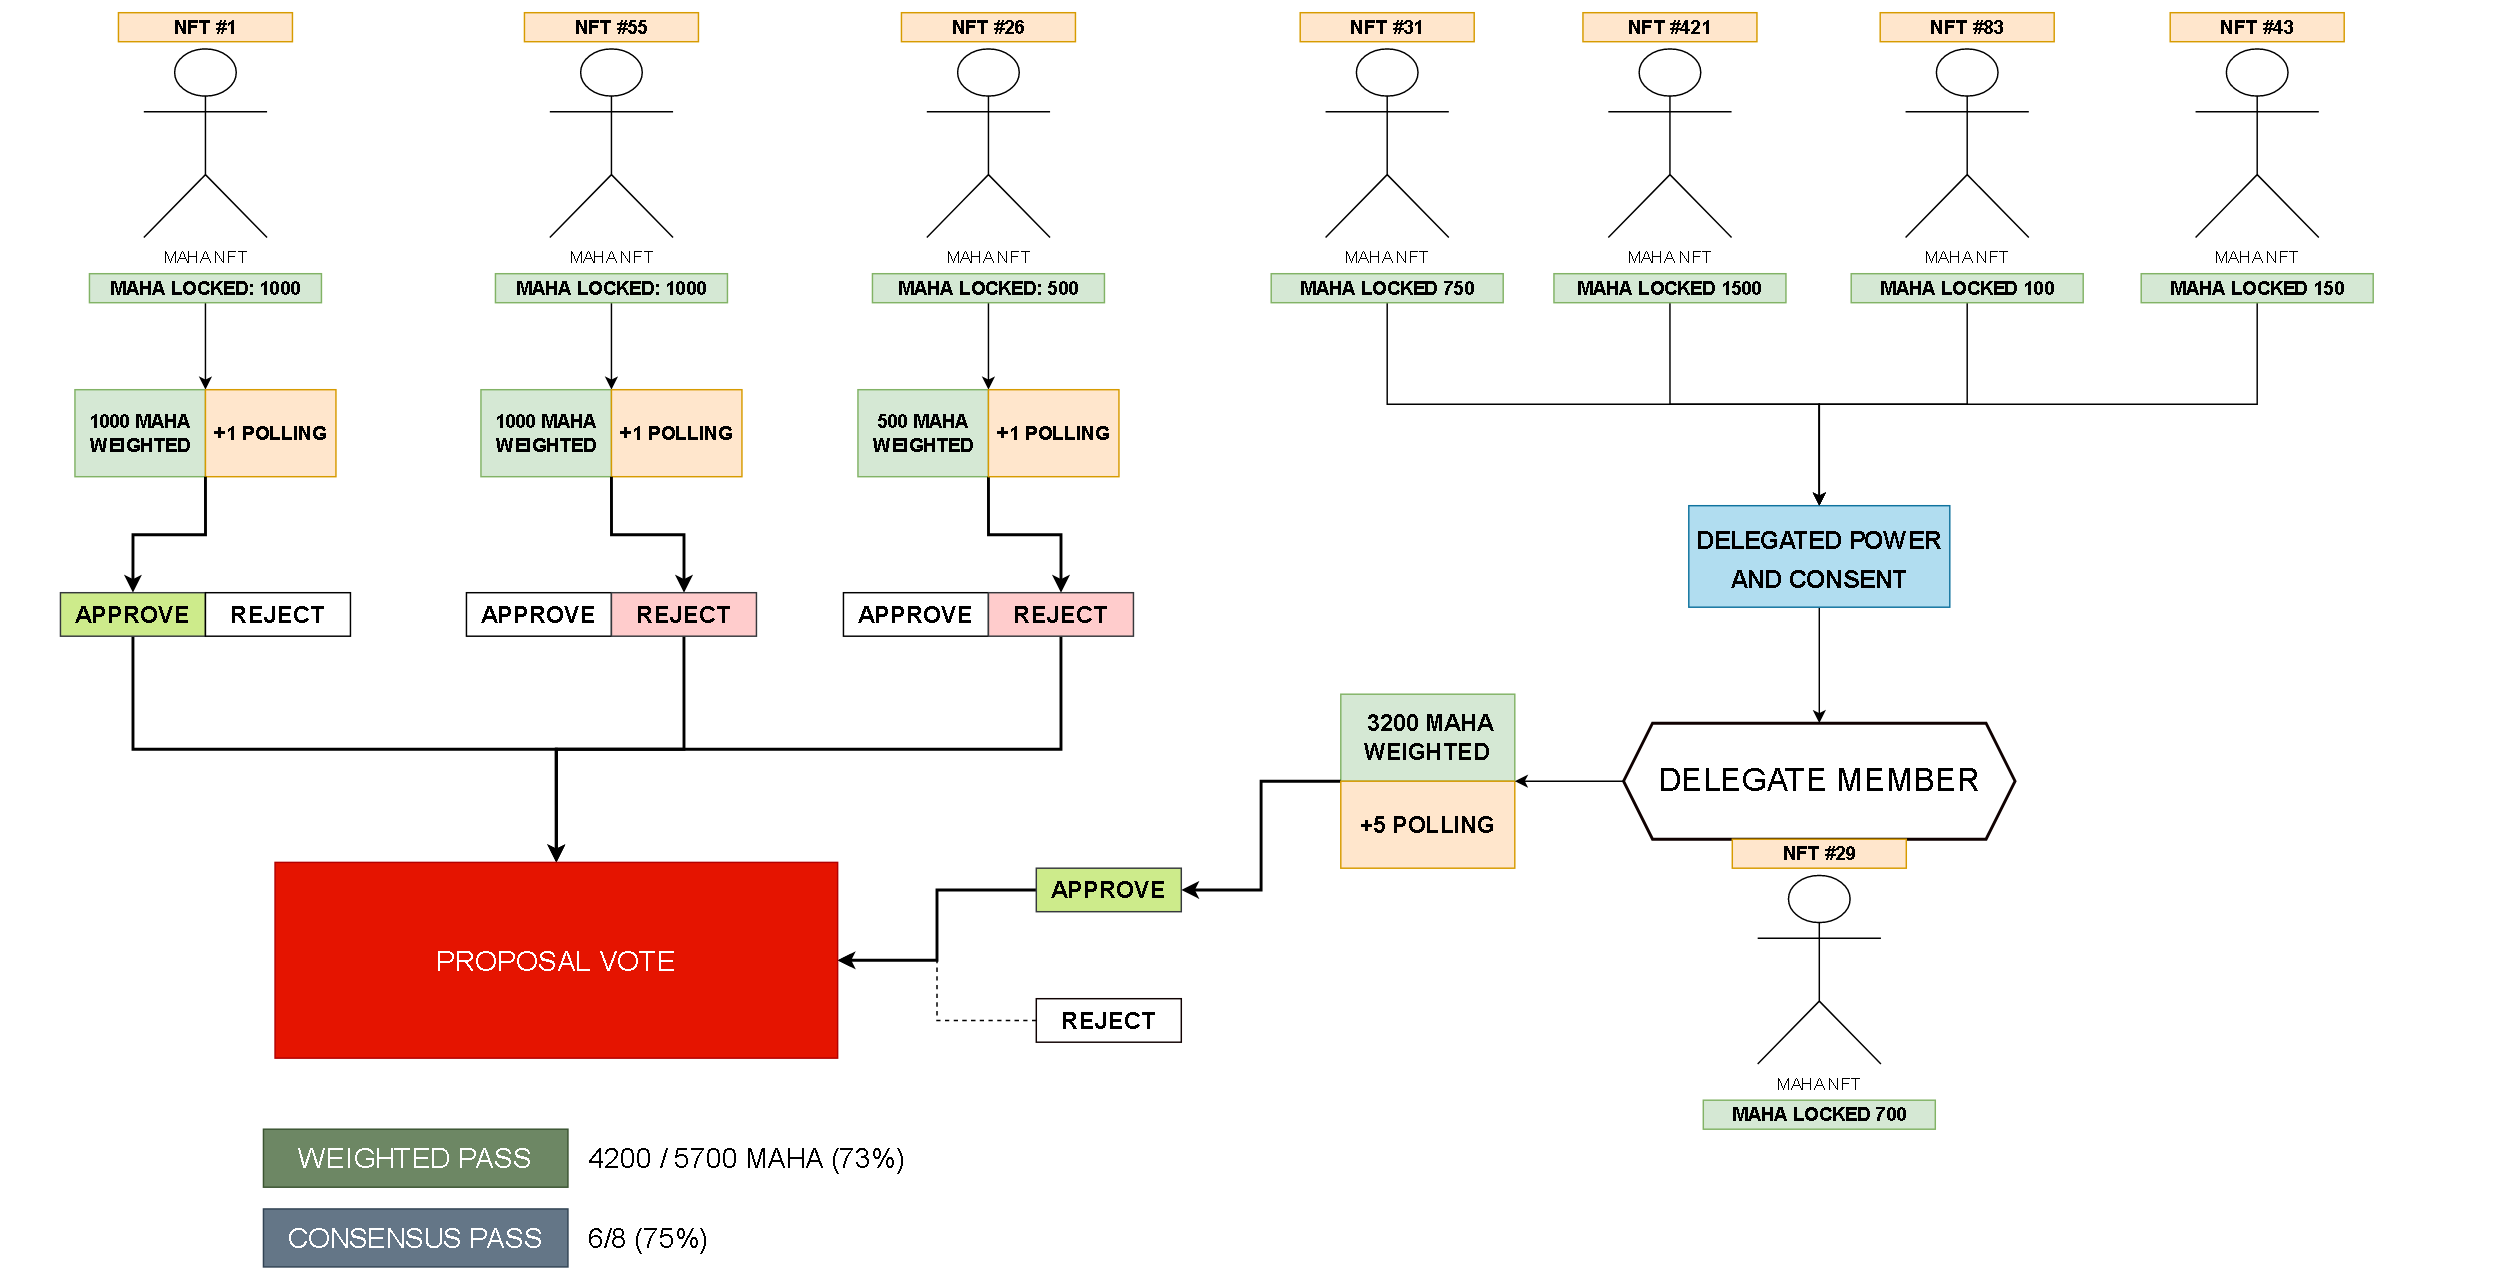 NFT #1
NFT #55
NFT #26
NFT #31
NFT #421
NFT #83
NFT #43
MAHA NFT
MAHA NFT
MAHA NFT
MAHA NFT
MAHA NFT
MAHA NFT
MAHA NFT
MAHA LOCKED: 1000
MAHA LOCKED: 1000
MAHA LOCKED: 500
MAHA LOCKED 750
MAHA LOCKED 1500
MAHA LOCKED 100
MAHA LOCKED 150
1000 MAHA
WEIGHTED
+1 POLLING
1000 MAHA
WEIGHTED
+1 POLLING
500 MAHA
WEIGHTED
+1 POLLING
DELEGATED POWER
AND CONSENT
APPROVE
REJECT
APPROVE
REJECT
APPROVE
REJECT
3200 MAHA
WEIGHTED
+5 POLLING
DELEGATE MEMBER
NFT #29
APPROVE
PROPOSAL VOTE
REJECT
MAHA NFT
MAHA LOCKED 700
WEIGHTED PASS
4200 / 5700 MAHA (73%)
CONSENSUS PASS
6/8 (75%)